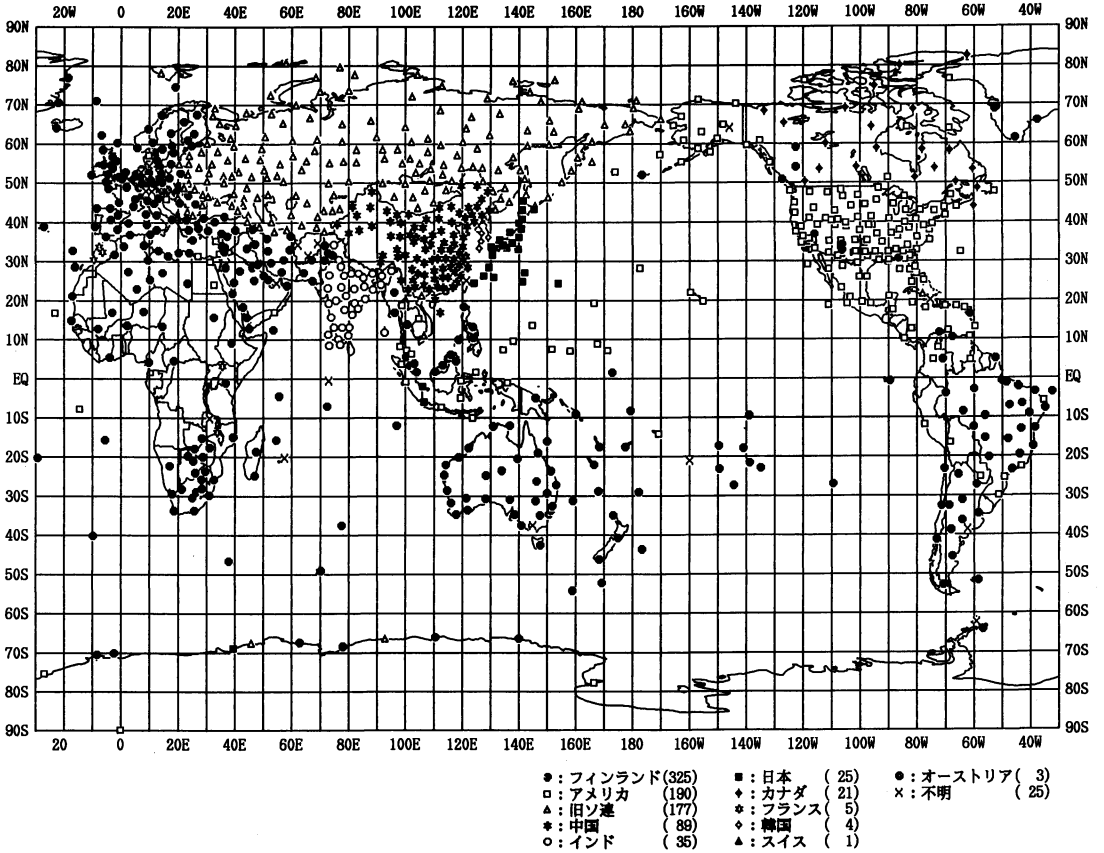 20W 0 20E 40E 60E 80E 100E 120E 140E 160E 180 160W 140W 120W 100W 80W 60W 40W
90N 90N
80N 80N
70N 70N
60N 60N
50N 50N
40N 40N
30N 30N
20N 20N
10N 10N
EQ EQ
10S 10S
20S 20S
30S 30S
40S 40S
50S 50S
60S 60S
70S 70S
80S 80S
90S 90S
20 0 20E 40E 60E 80E 100E 120E 140E 160E 180 160W 140W 120W 100W 80W 60W 40W
:フィンランド(325) ■:日本 ( 25) ●:オーストリア( 3)
□:アメリカ (190) ♦:カナダ ( 21) ×:不明 ( 25)
△:旧ソ連 (177) ✡:フランス( 5)
*:中国 ( 89) ◇:韓国 ( 4)
○:インド ( 35) ▲:スイス ( 1)